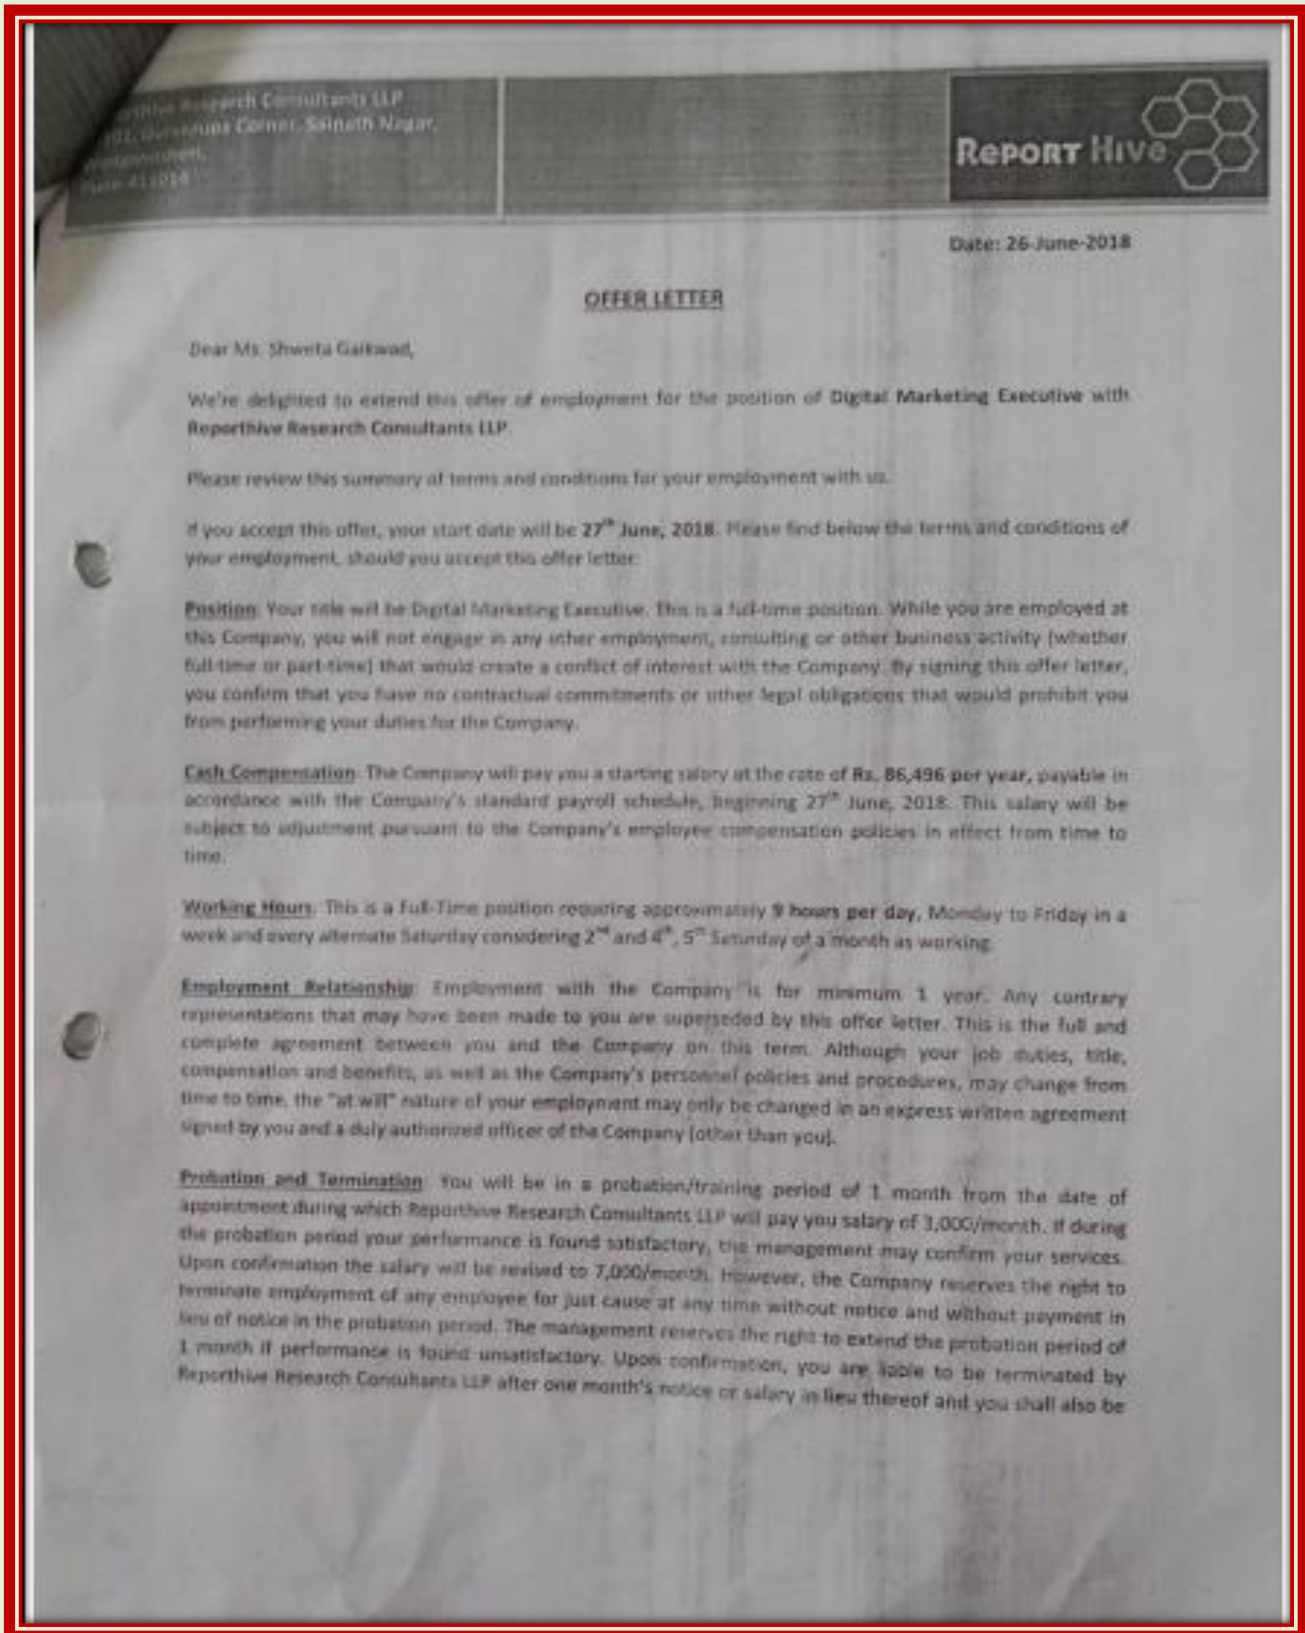 Research Consultants LLP
Corner, Sainath Nagar,
REPORT HIVE
Date: 26-June-2018
OFFER LETTER
Dear Ms. Shweta Gaikwad,
We're delighted to extend this offer of employment for the position of Digital Marketing Executive with
Reporthive Research Consultants LLP.
Please review this summary of terms and conditions for your employment with us.
If you accept this offer, your start date will be 27th June, 2018. Please find below the terms and conditions of
your employment, should you accept this offer letter:
Position: Your title will be Digital Marketing Executive. This is a full-time position. While you are employed at
this Company, you will not engage in any other employment, consulting or other business activity (whether
full-time or part-time) that would create a conflict of interest with the Company. By signing this offer letter,
you confirm that you have no contractual commitments or other legal obligations that would prohibit you
from performing your duties for the Company.
Cash Compensation: The Company will pay you a starting salary at the rate of Rs. 86,496 per year, payable in
accordance with the Company's standard payroll schedule, beginning 27th June, 2018. This salary will be
subject to adjustment pursuant to the Company's employee compensation policies in effect from time to
time.
Working Hours: This is a Full-Time position requiring approximately 9 hours per day, Monday to Friday in a
week and every alternate Saturday considering 2nd and 4th, 5th Saturday of a month as working.
Employment Relationship: Employment with the Company is for minimum 1 year. Any contrary
representations that may have been made to you are superseded by this offer letter. This is the full and
complete agreement between you and the Company on this term. Although your job duties, title,
compensation and benefits, as well as the Company's personnel policies and procedures, may change from
time to time, the "at will" nature of your employment may only be changed in an express written agreement
signed by you and a duly authorized officer of the Company (other than you).
Probation and Termination: You will be in a probation/training period of 1 month from the date of
appointment during which Reporthive Research Consultants LLP will pay you salary of 3,000/month. If during
the probation period your performance is found satisfactory, the management may confirm your services.
Upon confirmation the salary will be revised to 7,000/month. However, the Company reserves the right to
terminate employment of any employee for just cause at any time without notice and without payment in
lieu of notice in the probation period. The management reserves the right to extend the probation period of
1 month if performance is found unsatisfactory. Upon confirmation, you are liable to be terminated by
Reporthive Research Consultants LLP after one month's notice or salary in lieu thereof and you shall also be